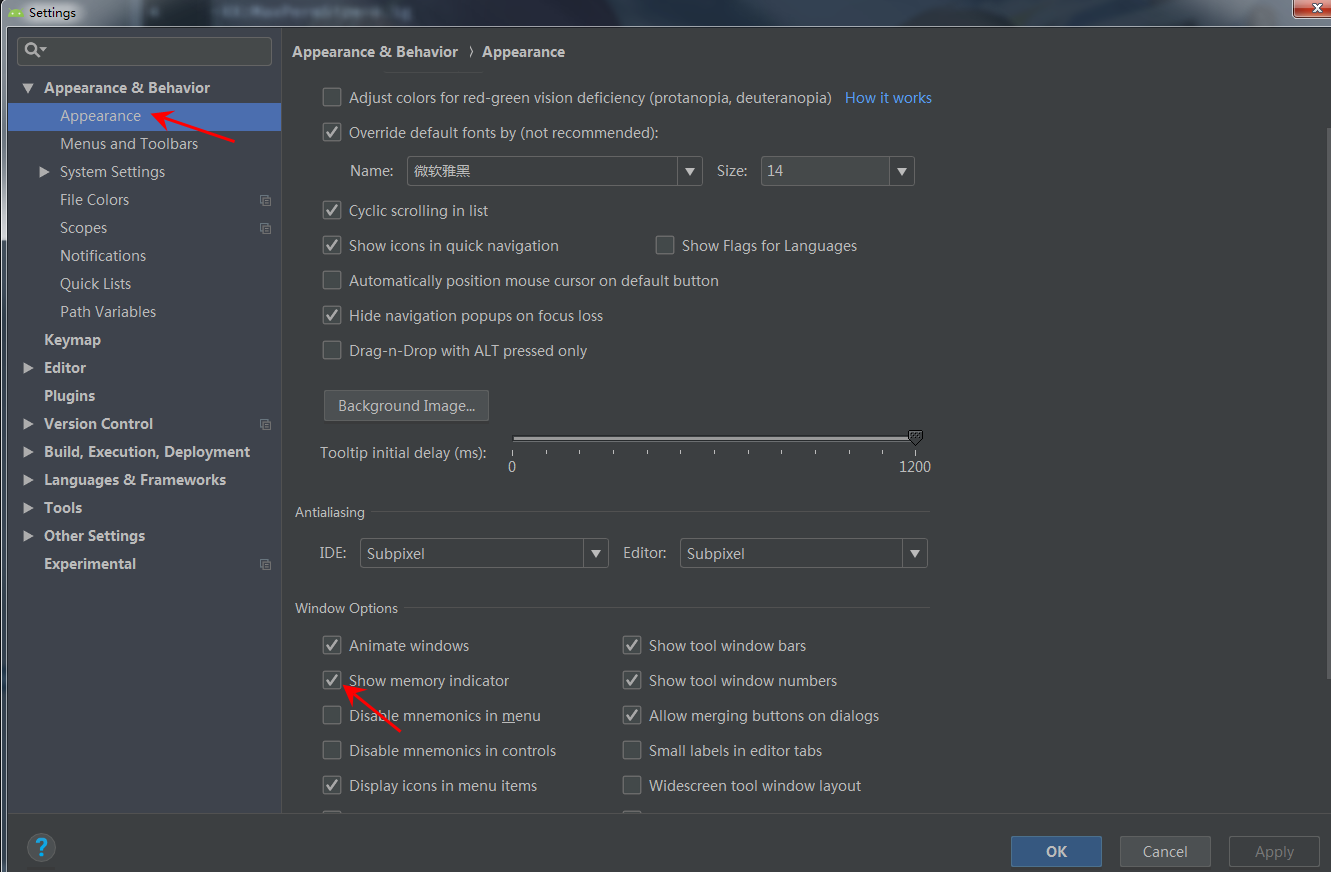 Settings
Appearance & Behavior
Appearance
Menus and Toolbars
System Settings
File Colors
Scopes
Notifications
Quick Lists
Path Variables
Keymap
Editor
Plugins
Version Control
Build, Execution, Deployment
Languages & Frameworks
Tools
Other Settings
Experimental
Appearance & Behavior › Appearance
Adjust colors for red-green vision deficiency (protanopia, deuteranopia) How it works
Override default fonts by (not recommended):
Name: 微软雅黑 Size: 14
Cyclic scrolling in list
Show icons in quick navigation Show Flags for Languages
Automatically position mouse cursor on default button
Hide navigation popups on focus loss
Drag-n-Drop with ALT pressed only
Background Image...
Tooltip initial delay (ms):
0 1200
Antialiasing
IDE: Subpixel Editor: Subpixel
Window Options
Animate windows Show tool window bars
Show memory indicator Show tool window numbers
Disable mnemonics in menu Allow merging buttons on dialogs
Disable mnemonics in controls Small labels in editor tabs
Display icons in menu items Widescreen tool window layout
? OK Cancel Apply